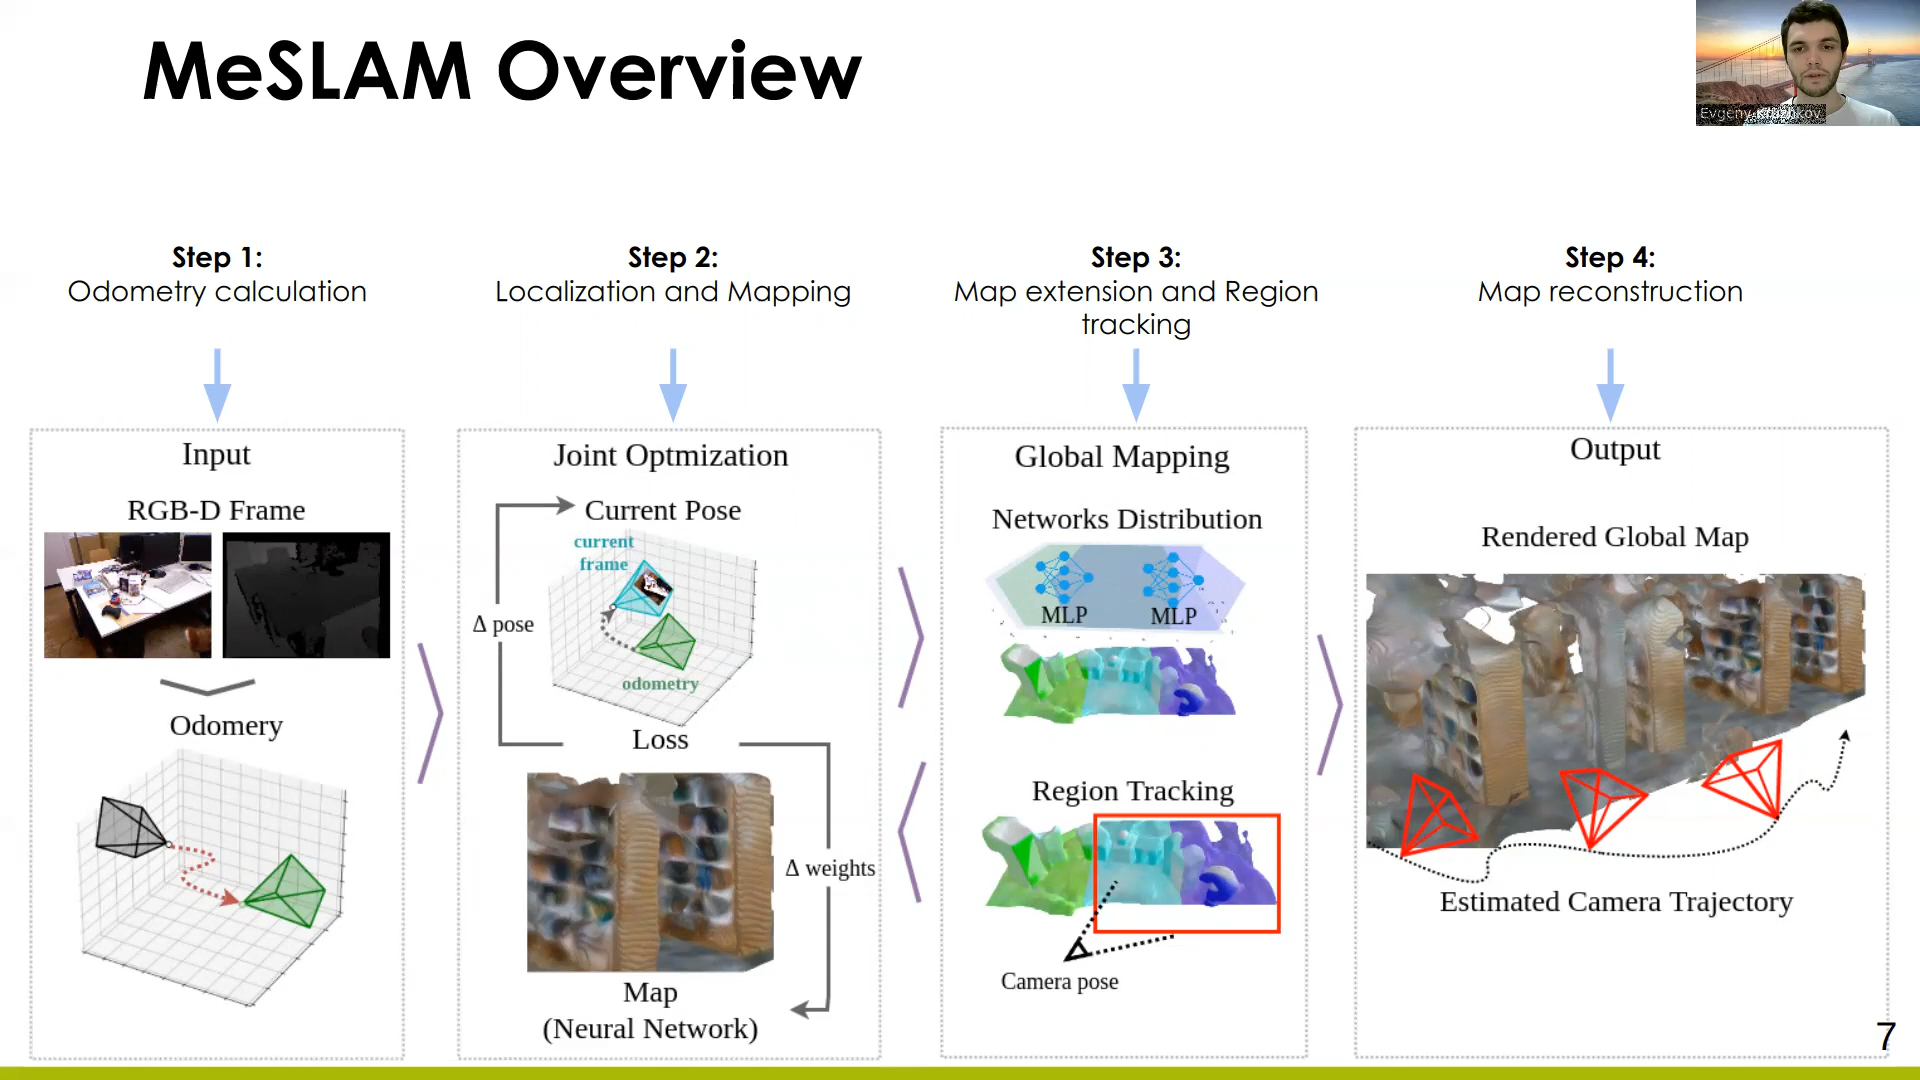 MeSLAM Overview
Evgeny Kruzhkov
Step 1:
Odometry calculation
Step 2:
Localization and Mapping
Step 3:
Map extension and Region
tracking
Step 4:
Map reconstruction
Input
RGB-D Frame
Odomery
Joint Optmization
Current Pose
current
frame
Δ pose
odometry
Loss
Δ weights
Map
(Neural Network)
Global Mapping
Networks Distribution
MLP MLP
Region Tracking
Camera pose
Output
Rendered Global Map
Estimated Camera Trajectory
7